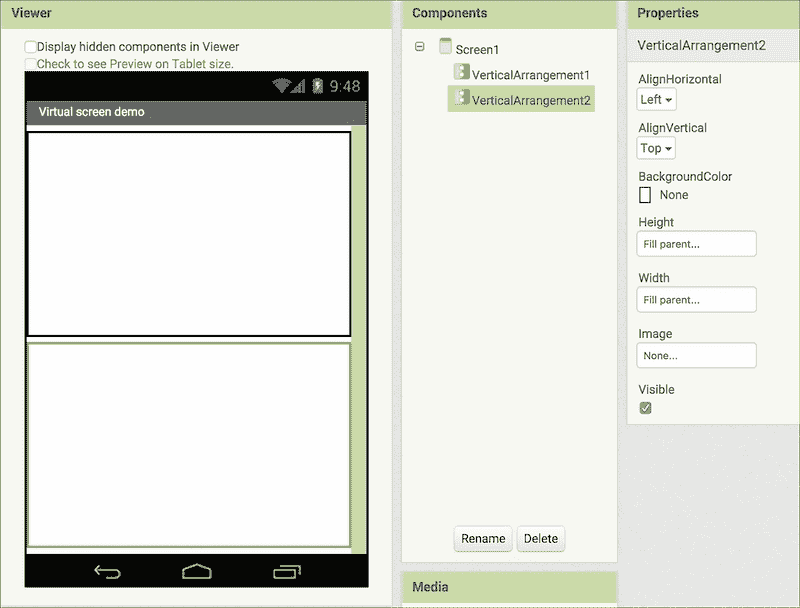 Viewer
Display hidden components in Viewer
Check to see Preview on Tablet size.
9:48
Virtual screen demo
Components
Screen1
VerticalArrangement1
VerticalArrangement2
Rename
Delete
Media
Properties
VerticalArrangement2
AlignHorizontal
Left
AlignVertical
Top
BackgroundColor
None
Height
Fill parent...
Width
Fill parent...
Image
None...
Visible